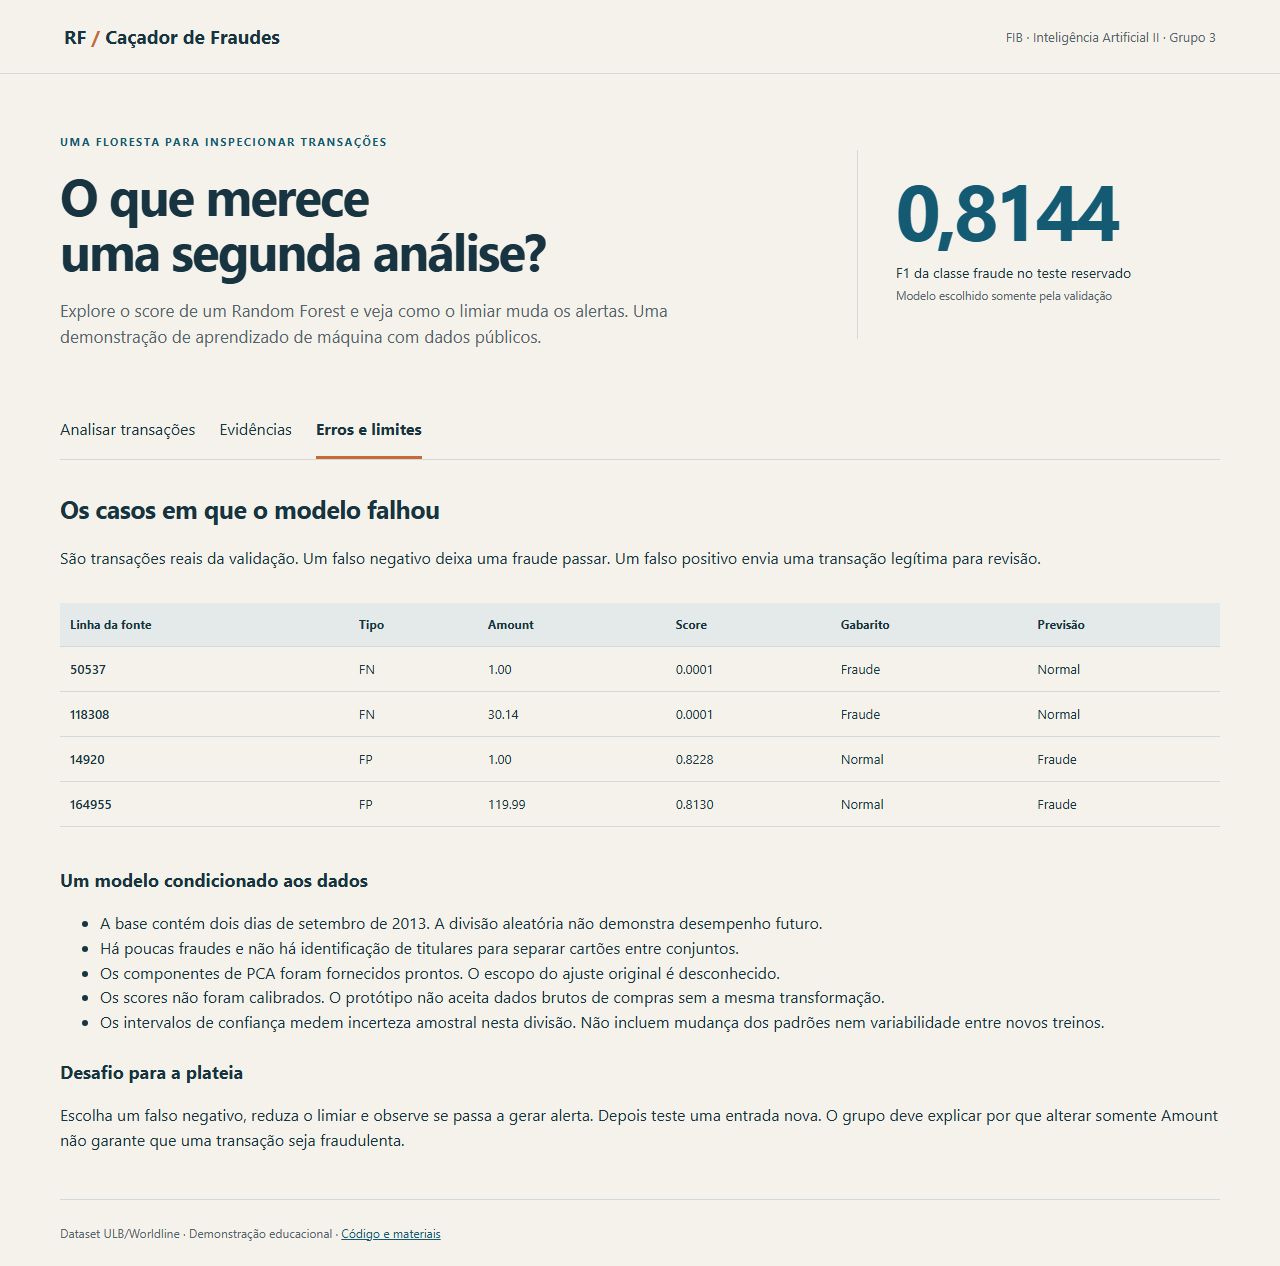 RF / Caçador de Fraudes
FIB · Inteligência Artificial II · Grupo 3
UMA FLORESTA PARA INSPECIONAR TRANSAÇÕES
O que merece
uma segunda análise?
Explore o score de um Random Forest e veja como o limiar muda os alertas. Uma
demonstração de aprendizado de máquina com dados públicos.
0,8144
F1 da classe fraude no teste reservado
Modelo escolhido somente pela validação
Analisar transações Evidências Erros e limites
Os casos em que o modelo falhou
São transações reais da validação. Um falso negativo deixa uma fraude passar. Um falso positivo envia uma transação legítima para revisão.
Linha da fonte Tipo Amount Score Gabarito Previsão
50537 FN 1.00 0.0001 Fraude Normal
118308 FN 30.14 0.0001 Fraude Normal
14920 FP 1.00 0.8228 Normal Fraude
164955 FP 119.99 0.8130 Normal Fraude
Um modelo condicionado aos dados
• A base contém dois dias de setembro de 2013. A divisão aleatória não demonstra desempenho futuro.
• Há poucas fraudes e não há identificação de titulares para separar cartões entre conjuntos.
• Os componentes de PCA foram fornecidos prontos. O escopo do ajuste original é desconhecido.
• Os scores não foram calibrados. O protótipo não aceita dados brutos de compras sem a mesma transformação.
• Os intervalos de confiança medem incerteza amostral nesta divisão. Não incluem mudança dos padrões nem variabilidade entre novos treinos.
Desafio para a plateia
Escolha um falso negativo, reduza o limiar e observe se passa a gerar alerta. Depois teste uma entrada nova. O grupo deve explicar por que alterar somente Amount
não garante que uma transação seja fraudulenta.
Dataset ULB/Worldline · Demonstração educacional · Código e materiais